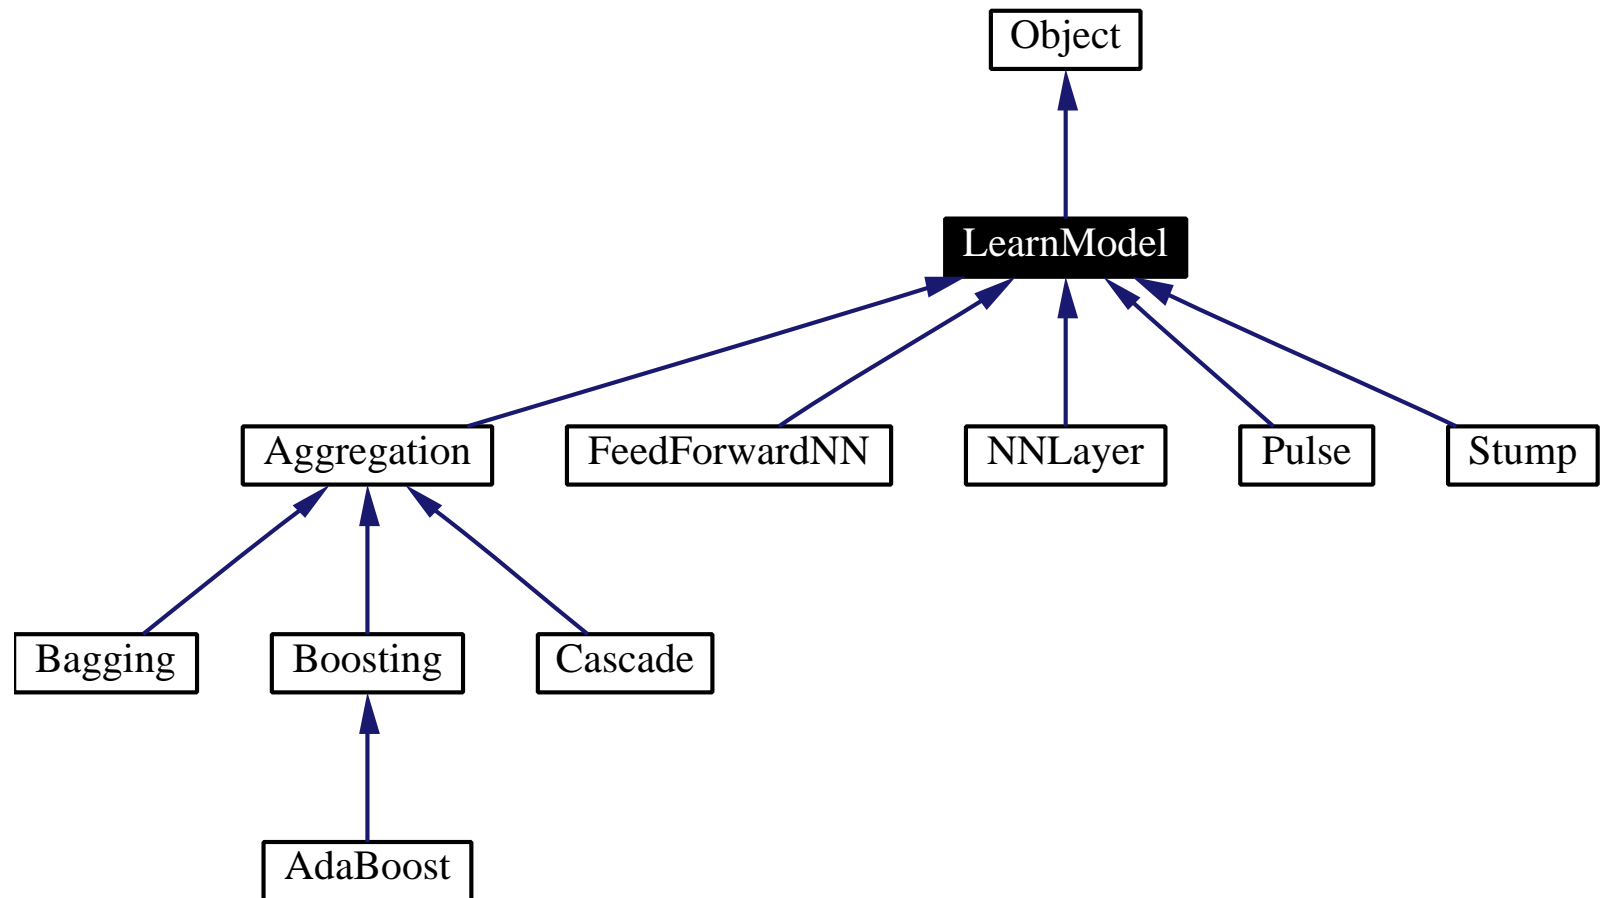 Object
LearnModel
Aggregation
FeedForwardNN
NNLayer
Pulse
Stump
Bagging
Boosting
Cascade
AdaBoost